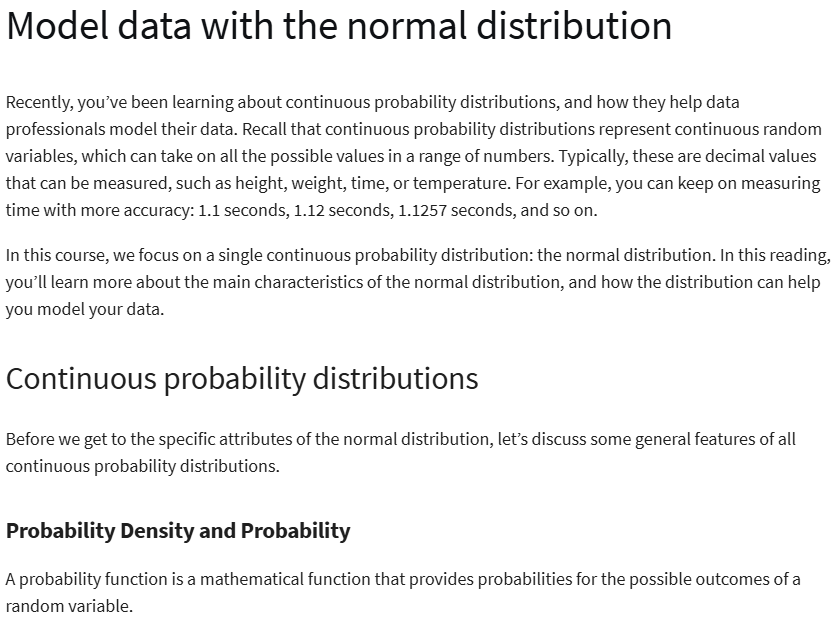 Model data with the normal distribution
Recently, you’ve been learning about continuous probability distributions, and how they help data
professionals model their data. Recall that continuous probability distributions represent continuous random
variables, which can take on all the possible values in a range of numbers. Typically, these are decimal values
that can be measured, such as height, weight, time, or temperature. For example, you can keep on measuring
time with more accuracy: 1.1 seconds, 1.12 seconds, 1.1257 seconds, and so on.
In this course, we focus on a single continuous probability distribution: the normal distribution. In this reading,
you’ll learn more about the main characteristics of the normal distribution, and how the distribution can help
you model your data.
Continuous probability distributions
Before we get to the specific attributes of the normal distribution, let’s discuss some general features of all
continuous probability distributions.
Probability Density and Probability
A probability function is a mathematical function that provides probabilities for the possible outcomes of a
random variable.